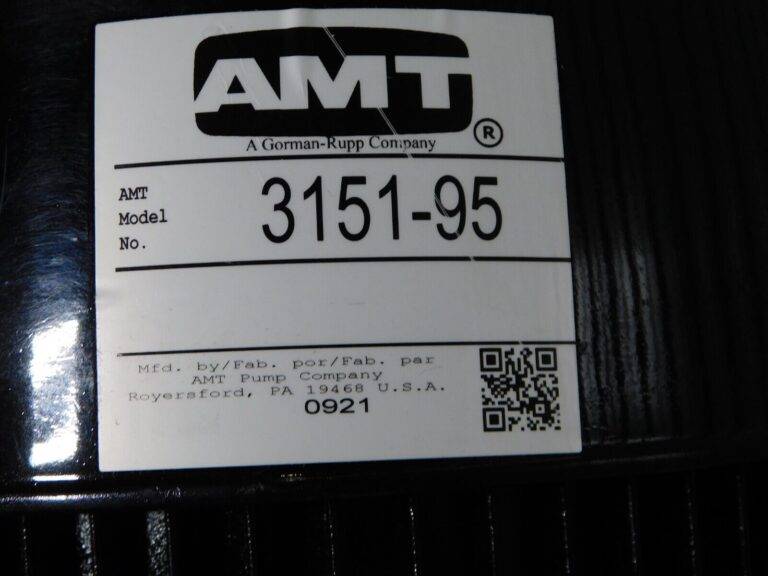 AMT
®
A Gorman-Rupp Company
AMT
Model
No.
3151-95
Mfd. by/Fab. por/Fab. par
AMT Pump Company
Royersford, PA 19468 U.S.A.
0921